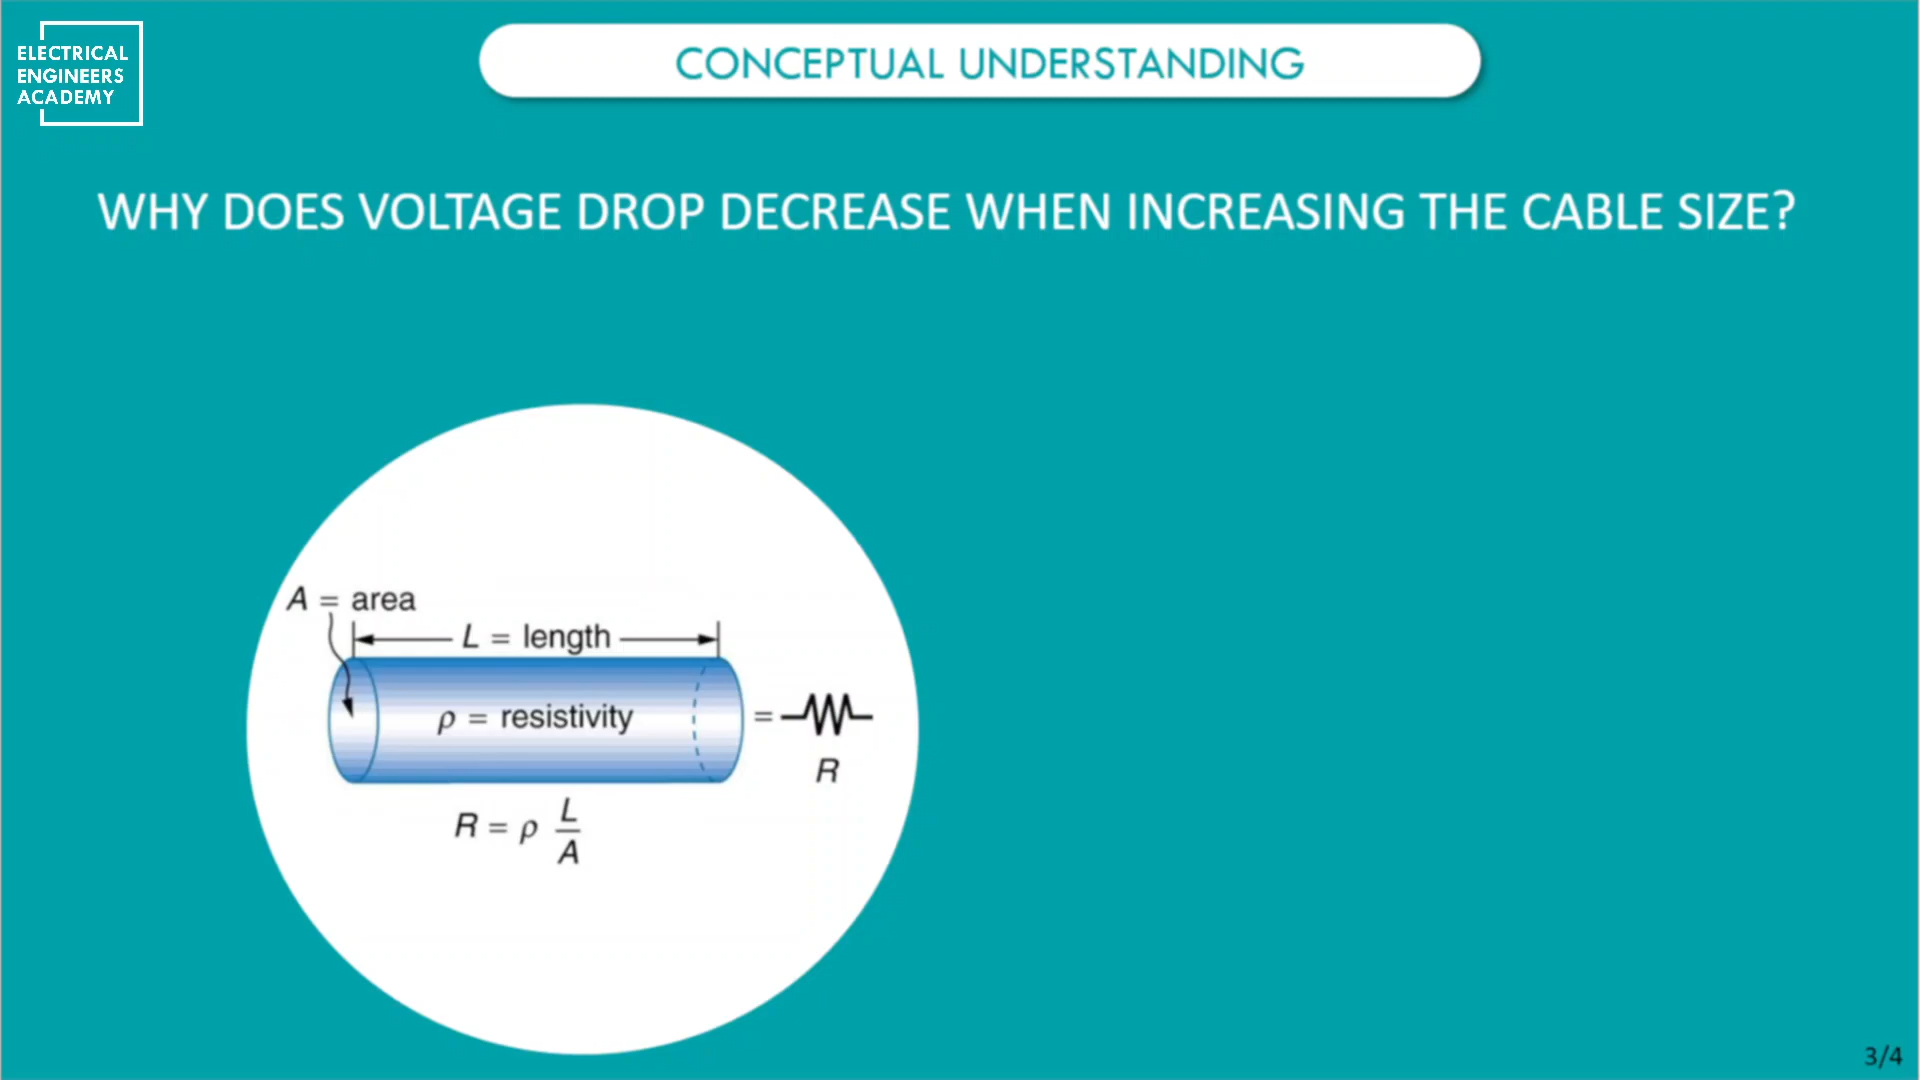 ELECTRICAL
ENGINEERS
ACADEMY
CONCEPTUAL UNDERSTANDING
WHY DOES VOLTAGE DROP DECREASE WHEN INCREASING THE CABLE SIZE?
A = area
L = length
ρ = resistivity
=
R
R = ρ L/A
3/4